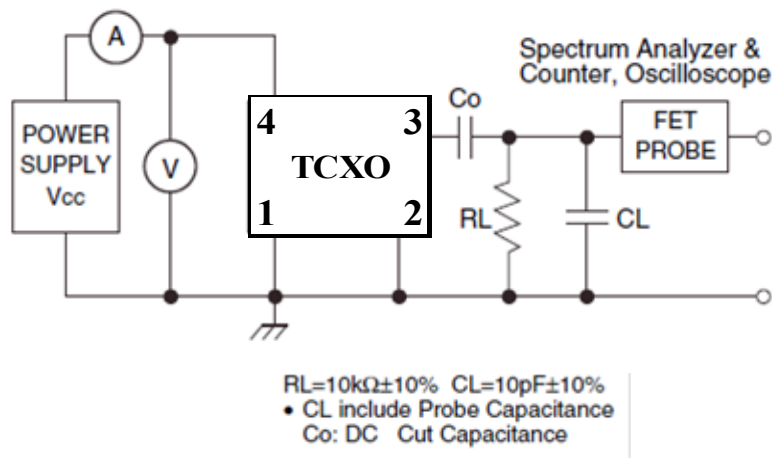 A
Spectrum Analyzer &
Counter, Oscilloscope
POWER
SUPPLY
Vcc
V
4
3
TCXO
1
2
Co
FET
PROBE
RL
CL
RL=10kΩ±10%  CL=10pF±10%
• CL include Probe Capacitance
Co: DC  Cut Capacitance